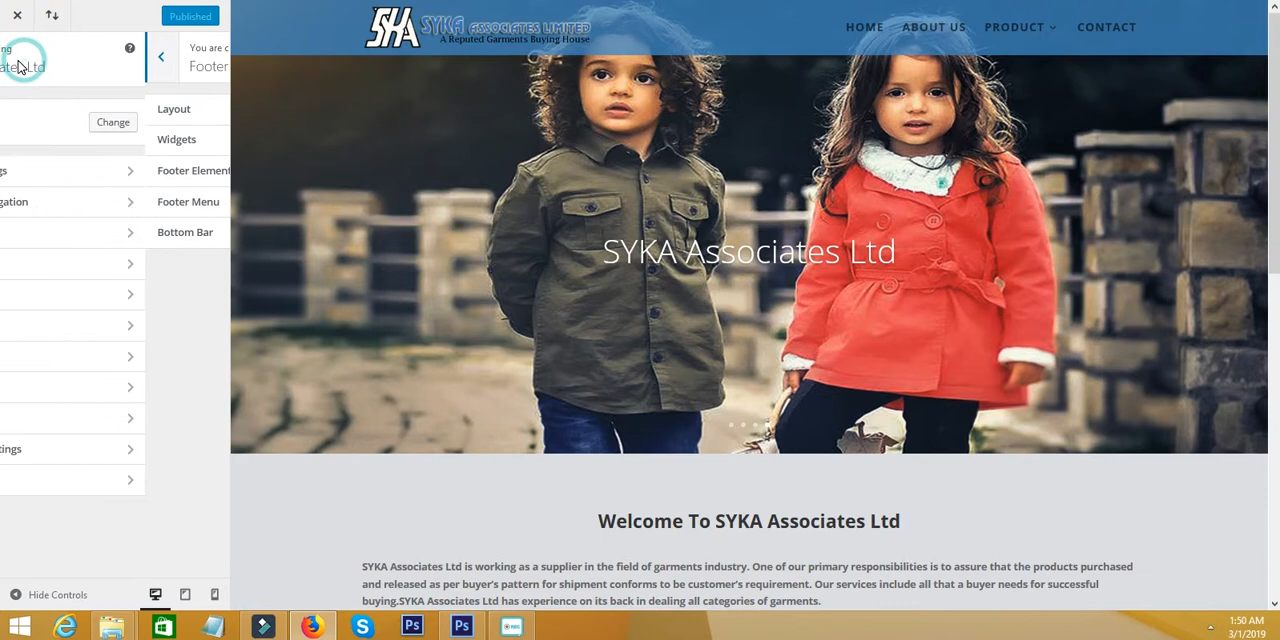 Published
SYKA ASSOCIATES LIMITED
A Reputed Garments Buying House
HOME ABOUT US PRODUCT CONTACT
ng
You are c
Ltd
Footer
Change
Layout
Widgets
gs
Footer Element
gation
Footer Menu
Bottom Bar
tings
Hide Controls
SYKA Associates Ltd
Welcome To SYKA Associates Ltd
SYKA Associates Ltd is working as a supplier in the field of garments industry. One of our primary responsibilities is to assure that the products purchased
and released as per buyer's pattern for shipment conforms to be customer's requirement. Our services include all that a buyer needs for successful
buying.SYKA Associates Ltd has experience on its back in dealing all categories of garments.
Ps
Ps
1:50 AM
3/1/2019